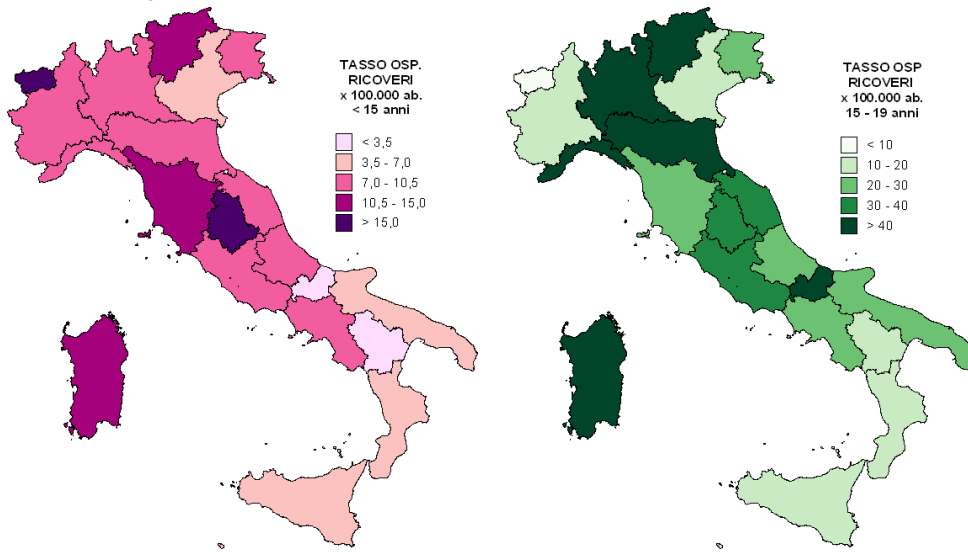 TASSO OSP.
RICOVERI
x 100.000 ab.
< 15 anni
< 3,5
3,5 - 7,0
7,0 - 10,5
10,5 - 15,0
> 15,0
TASSO OSP
RICOVERI
x 100.000 ab.
15 - 19 anni
< 10
10 - 20
20 - 30
30 - 40
> 40